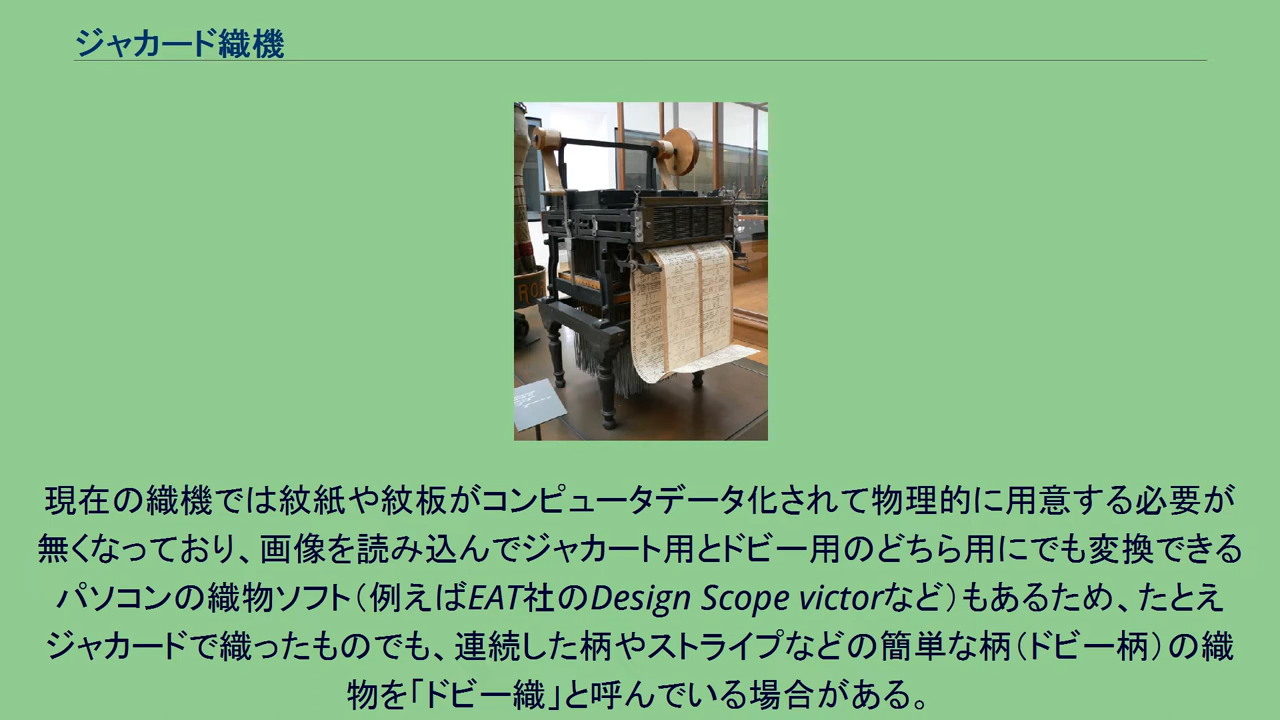 ジャカード織機
RO
現在の織機では紋紙や紋板がコンピュータデータ化されて物理的に用意する必要が
無くなっており、画像を読み込んでジャカート用とドビー用のどちら用にでも変換できる
パソコンの織物ソフト(例えばEAT社のDesign Scope victorなど)もあるため、たとえ
ジャカードで織ったものでも、連続した柄やストライプなどの簡単な柄(ドビー柄)の織
物を「ドビー織」と呼んでいる場合がある。